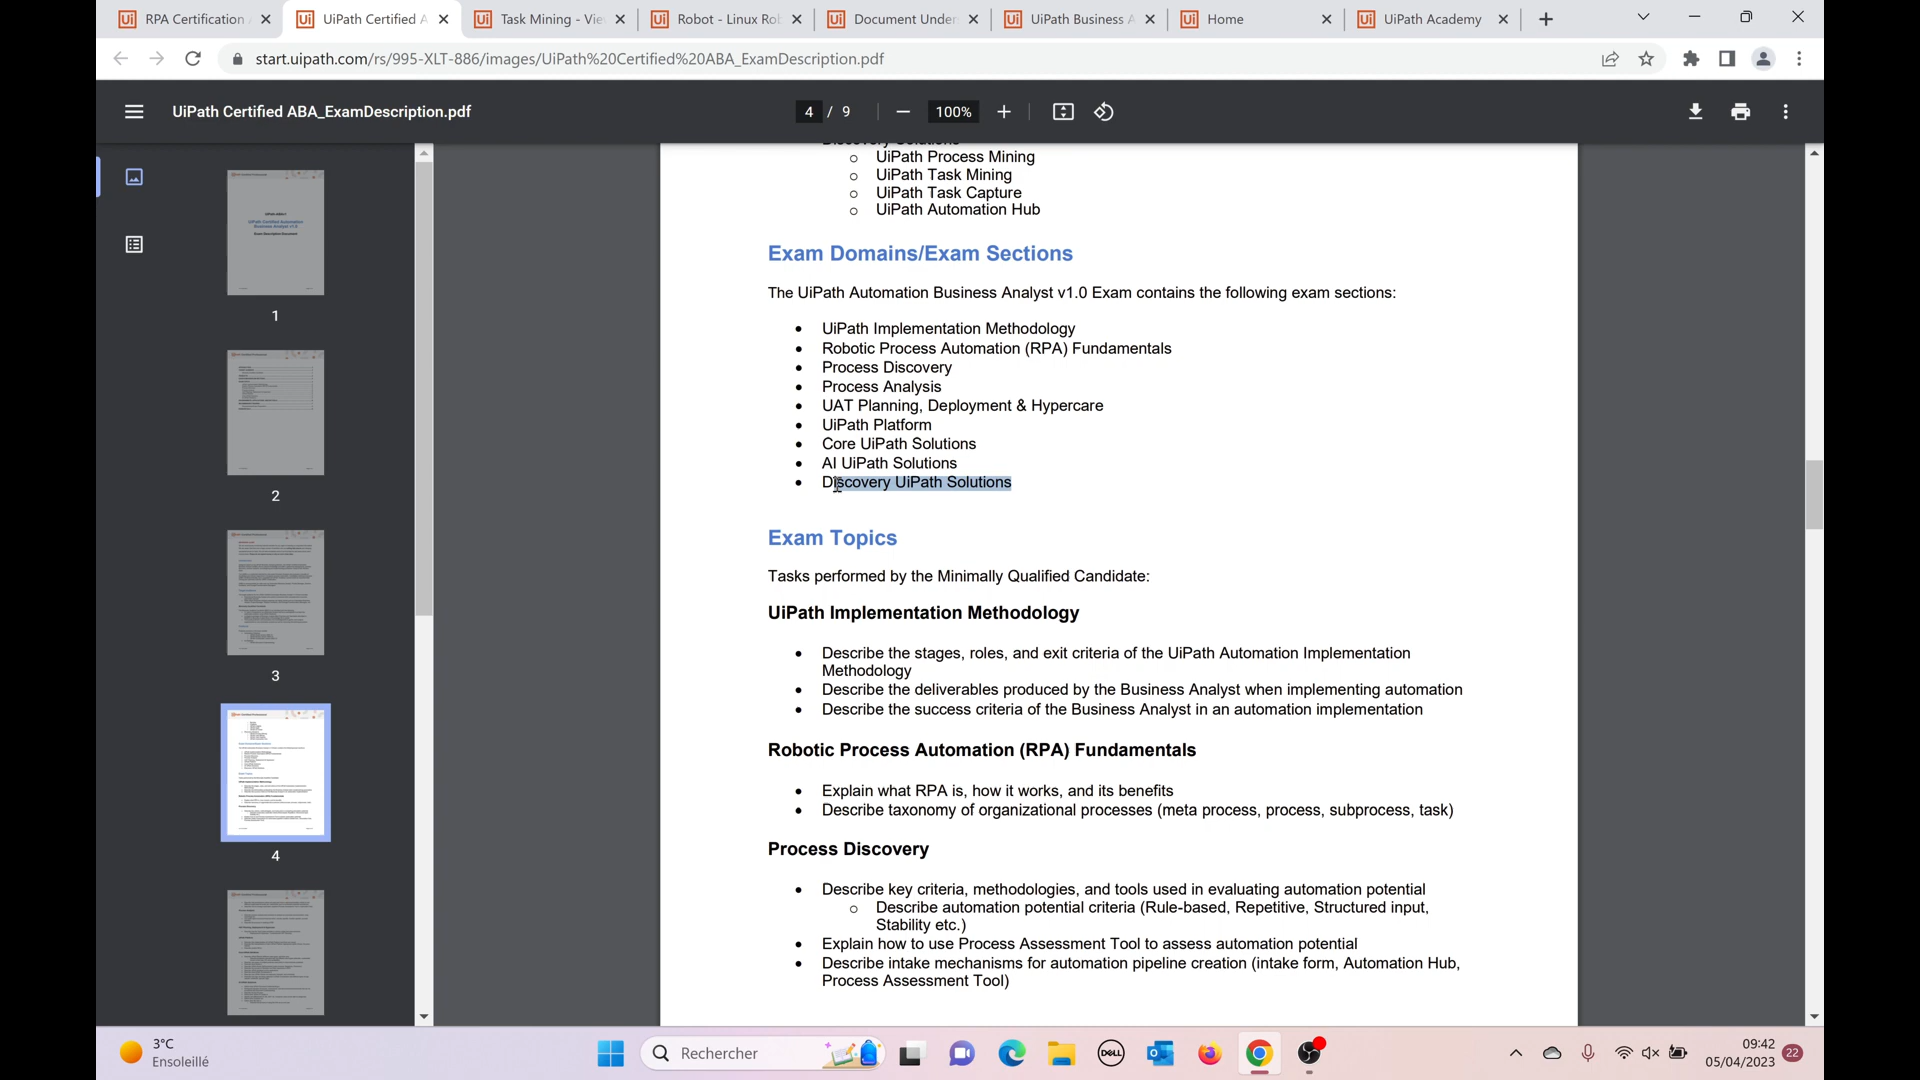 RPA Certification
UiPath Certified A
Task Mining - Vie
Robot - Linux Ro
Document Under
UiPath Business A
Home
UiPath Academy
start.uipath.com/rs/995-XLT-886/images/UiPath%20Certified%20ABA_ExamDescription.pdf
UiPath Certified ABA_ExamDescription.pdf
4 / 9
100%
1
2
3
4
Discovery Solutions
UiPath Process Mining
UiPath Task Mining
UiPath Task Capture
UiPath Automation Hub
Exam Domains/Exam Sections
The UiPath Automation Business Analyst v1.0 Exam contains the following exam sections:
UiPath Implementation Methodology
Robotic Process Automation (RPA) Fundamentals
Process Discovery
Process Analysis
UAT Planning, Deployment & Hypercare
UiPath Platform
Core UiPath Solutions
AI UiPath Solutions
Discovery UiPath Solutions
Exam Topics
Tasks performed by the Minimally Qualified Candidate:
UiPath Implementation Methodology
Describe the stages, roles, and exit criteria of the UiPath Automation Implementation
Methodology
Describe the deliverables produced by the Business Analyst when implementing automation
Describe the success criteria of the Business Analyst in an automation implementation
Robotic Process Automation (RPA) Fundamentals
Explain what RPA is, how it works, and its benefits
Describe taxonomy of organizational processes (meta process, process, subprocess, task)
Process Discovery
Describe key criteria, methodologies, and tools used in evaluating automation potential
Describe automation potential criteria (Rule-based, Repetitive, Structured input,
Stability etc.)
Explain how to use Process Assessment Tool to assess automation potential
Describe intake mechanisms for automation pipeline creation (intake form, Automation Hub,
Process Assessment Tool)
3°C
Ensoleillé
Rechercher
DELL
09:42
05/04/2023
22